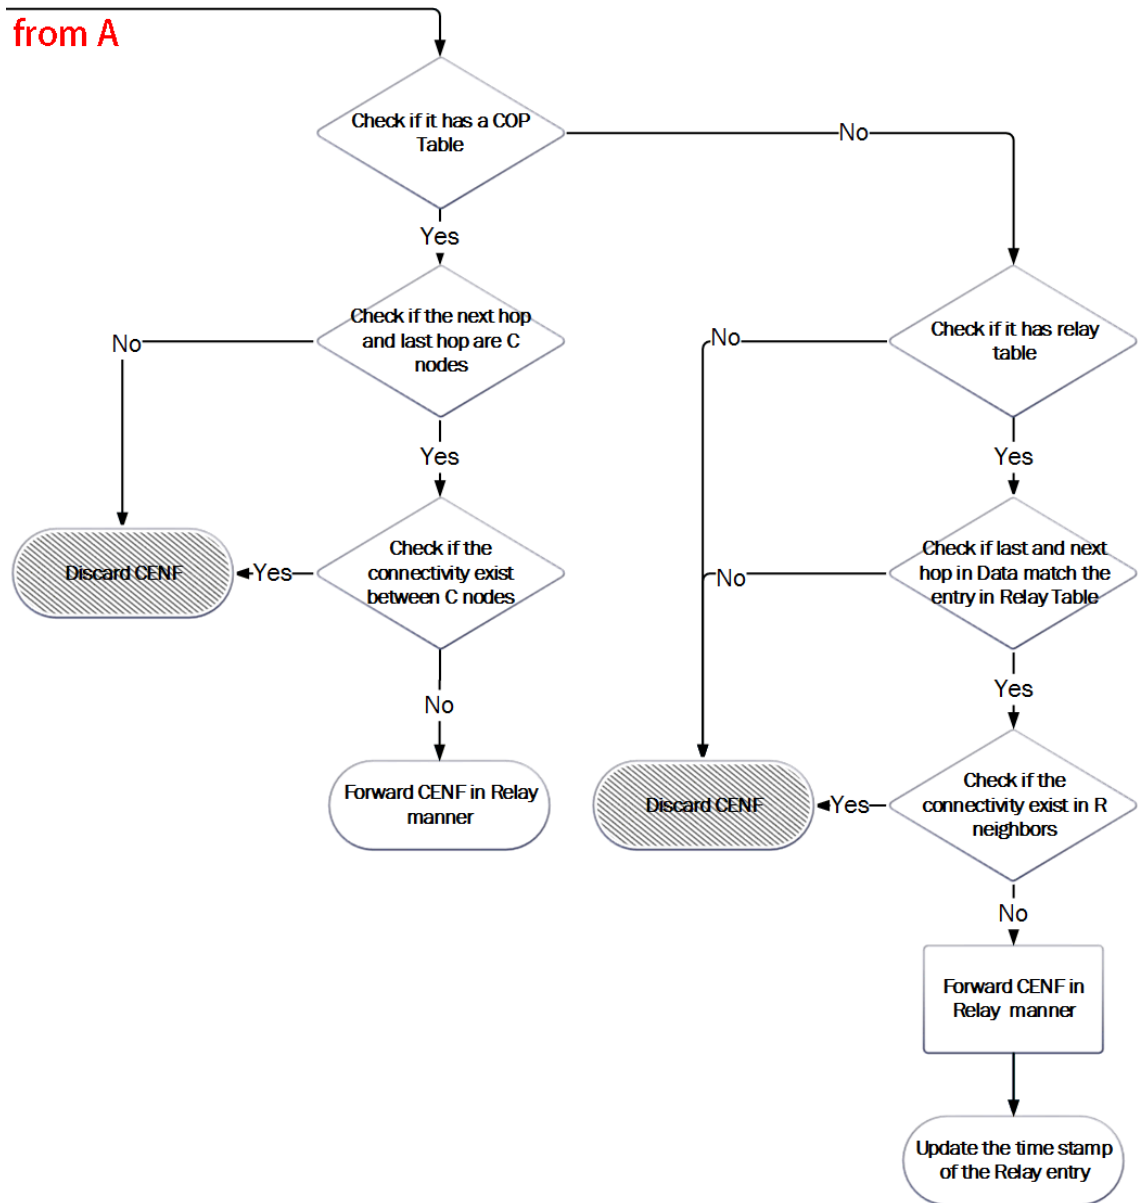 from A
Check if it has a COP
Table
No
Yes
Check if the next hop
and last hop are C
nodes
No
Yes
Check if it has relay
table
No
Yes
Discard CENF
Yes
Check if the
connectivity exist
between C nodes
No
Check if last and next
hop in Data match the
entry in Relay Table
No
Yes
Forward CENF in Relay
manner
Discard CENF
Yes
Check if the
connectivity exist in R
neighbors
No
Forward CENF in
Relay manner
Update the time stamp
of the Relay entry